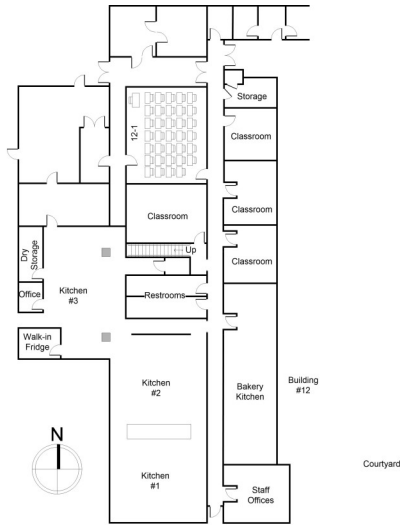 Storage
12-1
Classroom
Classroom
Classroom
Up
Dry
Storage
Classroom
Office
Kitchen
#3
Restrooms
Walk-in
Fridge
Kitchen
#2
Bakery
Kitchen
Building
#12
N
Courtyard
Kitchen
#1
Staff
Offices